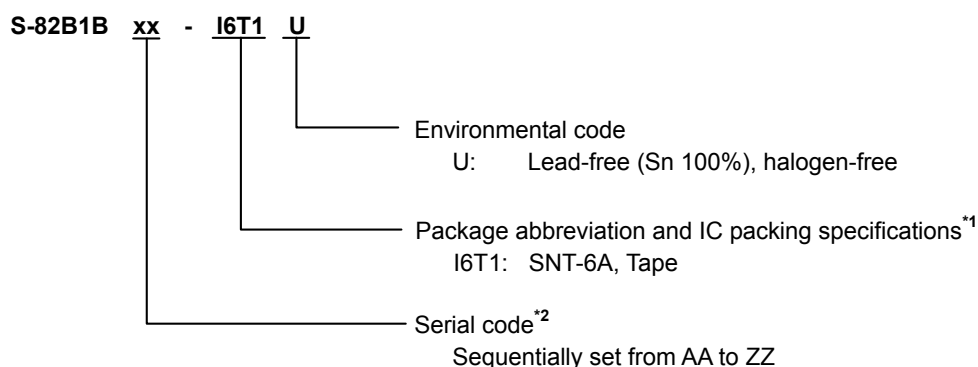 S-82B1B xx - I6T1 U
Environmental code
U: Lead-free (Sn 100%), halogen-free
Package abbreviation and IC packing specifications*1
I6T1: SNT-6A, Tape
Serial code*2
Sequentially set from AA to ZZ